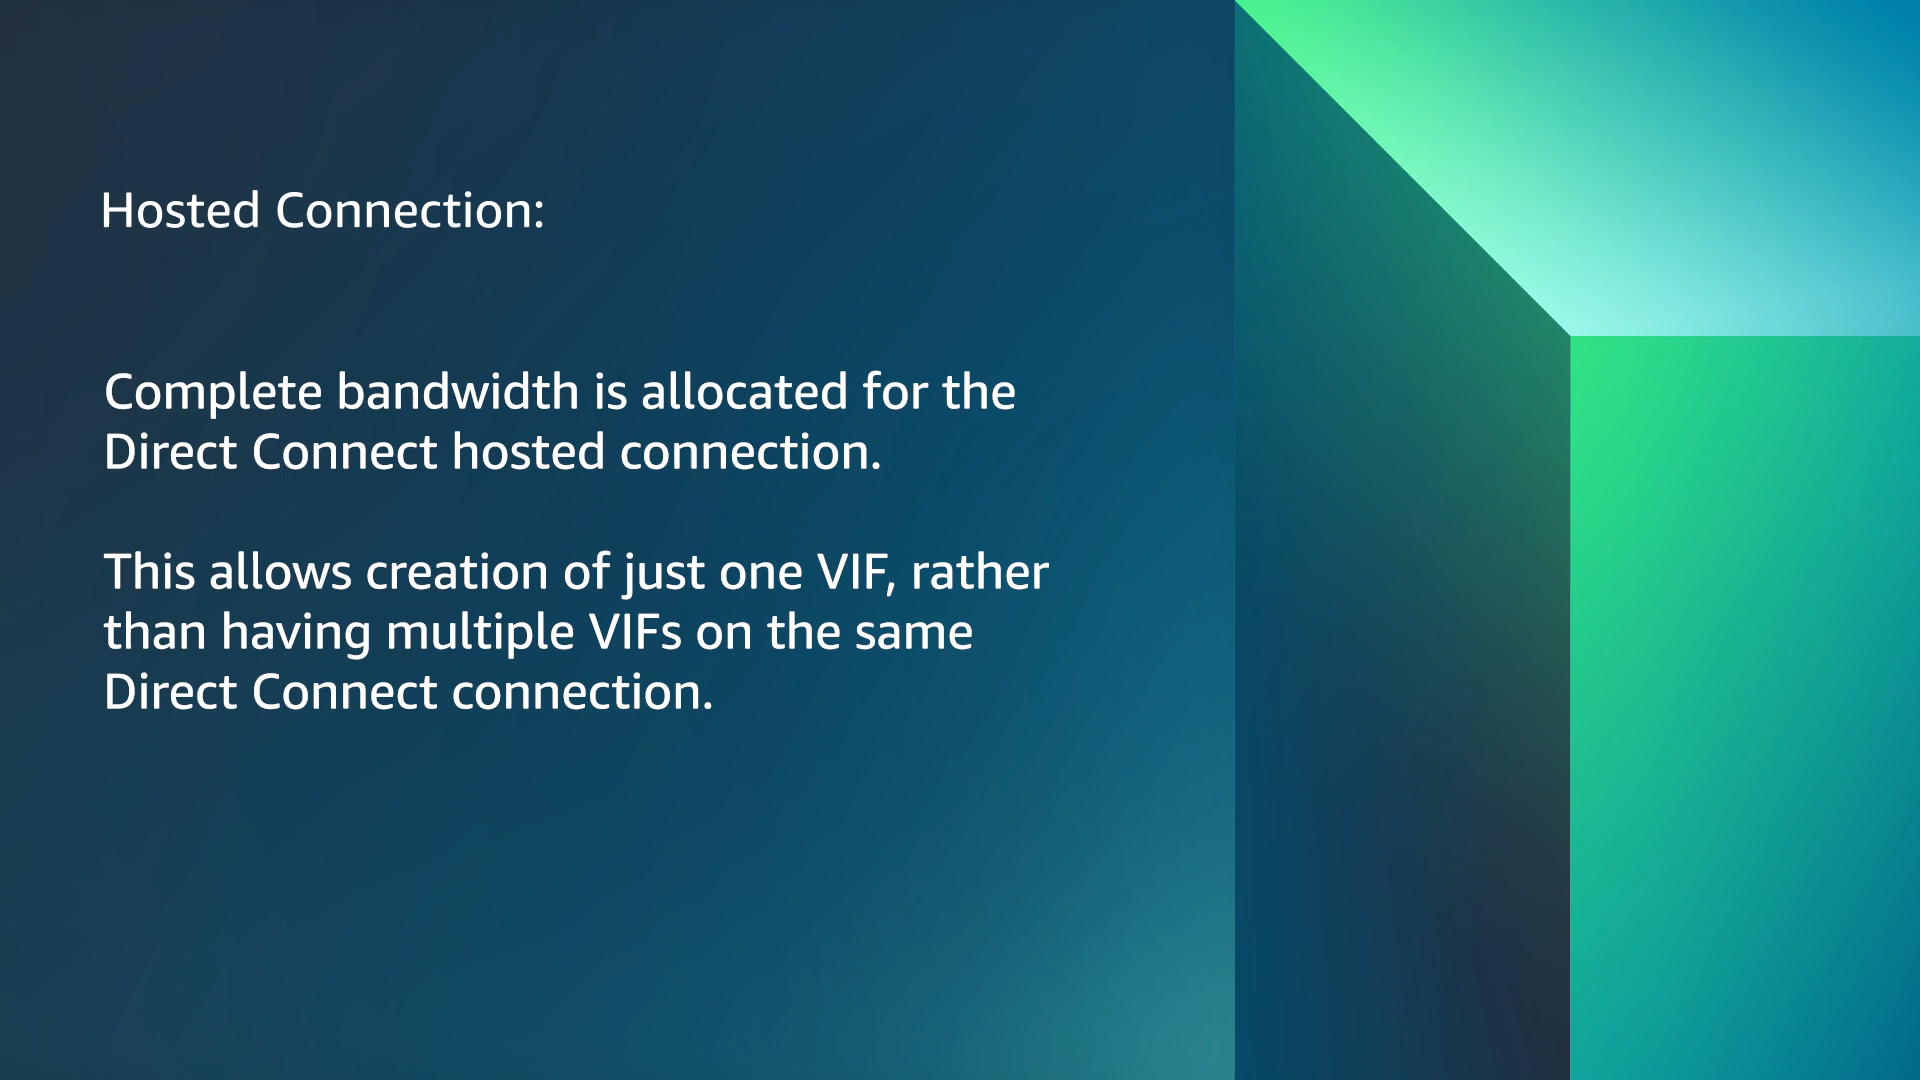 Hosted Connection:
Complete bandwidth is allocated for the
Direct Connect hosted connection.
This allows creation of just one VIF, rather
than having multiple VIFs on the same
Direct Connect connection.